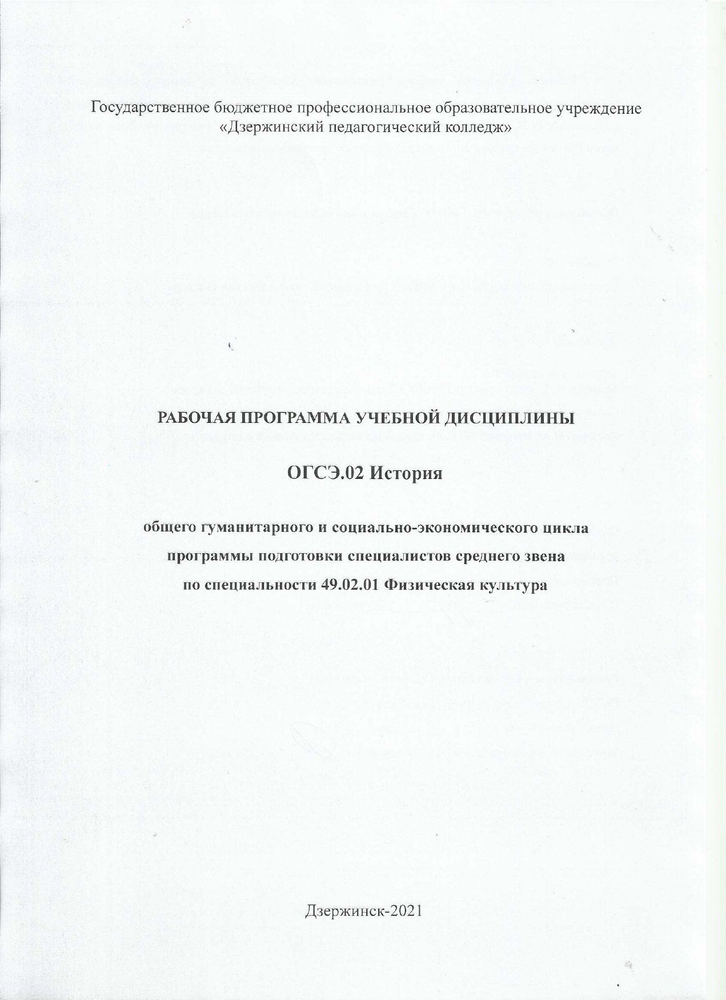 Государственное бюджетное профессиональное образовательное учреждение
«Дзержинский педагогический колледж»
РАБОЧАЯ ПРОГРАММА УЧЕБНОЙ ДИСЦИПЛИНЫ
ОГСЭ.02 История
общего гуманитарного и социально-экономического цикла
программы подготовки специалистов среднего звена
по специальности 49.02.01 Физическая культура
Дзержинск-2021